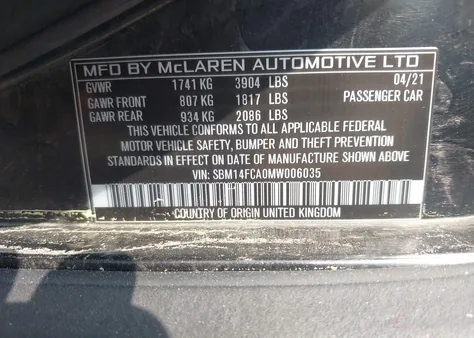 MFD BY McLAREN AUTOMOTIVE LTD
GVWR 1741 KG 3904 LBS 04/21
GAWR FRONT 807 KG 1817 LBS PASSENGER CAR
GAWR REAR 934 KG 2086 LBS
THIS VEHICLE CONFORMS TO ALL APPLICABLE FEDERAL
MOTOR VEHICLE SAFETY, BUMPER AND THEFT PREVENTION
STANDARDS IN EFFECT ON DATE OF MANUFACTURE SHOWN ABOVE
VIN: SBM14FCA0MW006035
COUNTRY OF ORIGIN UNITED KINGDOM